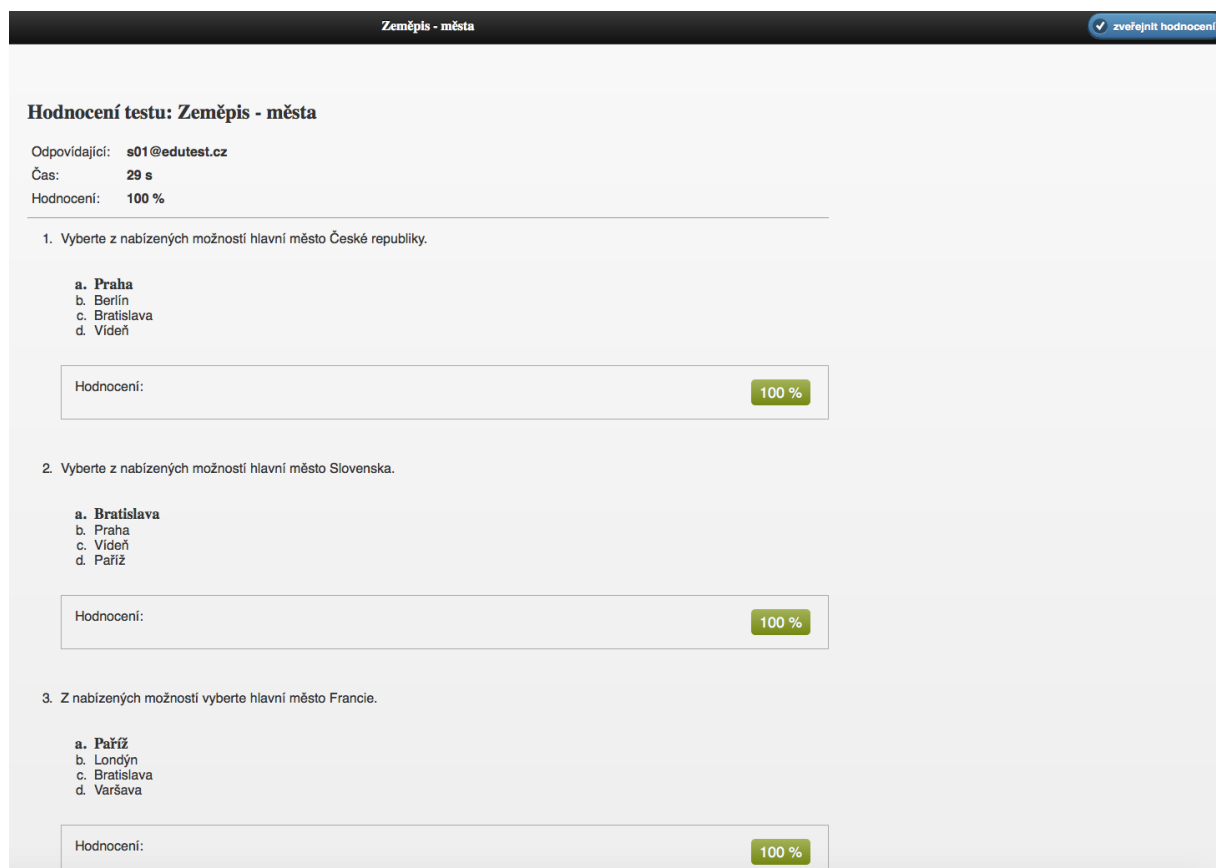 Zeměpis - města
zveřejnit hodnocení
Hodnocení testu: Zeměpis - města
Odpovídající: s01@edutest.cz
Čas: 29 s
Hodnocení: 100 %
1. Vyberte z nabízených možností hlavní město České republiky.
a. Praha
b. Berlín
c. Bratislava
d. Vídeň
Hodnocení: 100 %
2. Vyberte z nabízených možností hlavní město Slovenska.
a. Bratislava
b. Praha
c. Vídeň
d. Paříž
Hodnocení: 100 %
3. Z nabízených možností vyberte hlavní město Francie.
a. Paříž
b. Londýn
c. Bratislava
d. Varšava
Hodnocení: 100 %